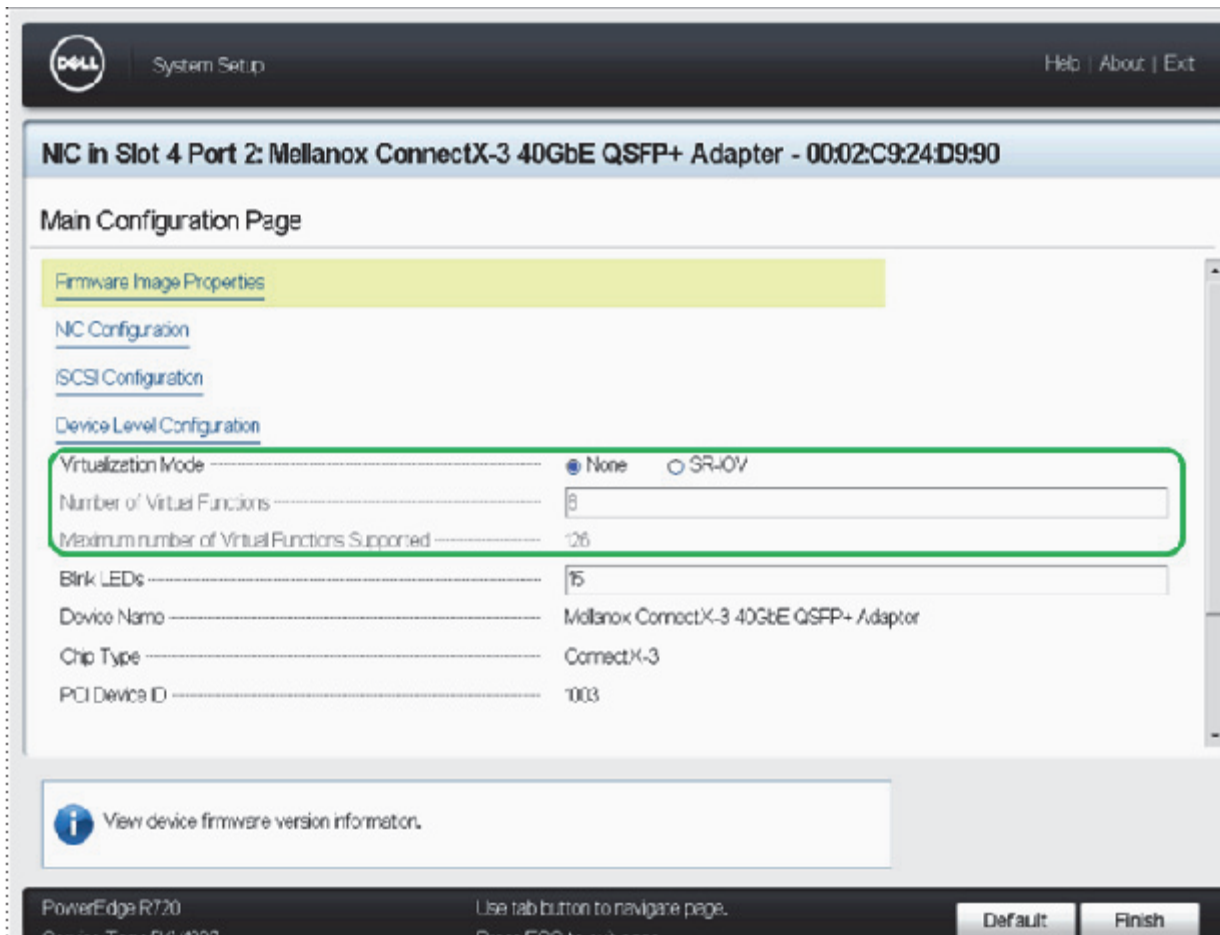 DELL
System Setup
Help | About | Exit
NIC in Slot 4 Port 2: Mellanox ConnectX-3 40GbE QSFP+ Adapter - 00:02:C9:24:D9:90
Main Configuration Page
Firmware Image Properties
NIC Configuration
iSCSI Configuration
Device Level Configuration
Virtualization Mode None SR-IOV
Number of Virtual Functions 8
Maximum number of Virtual Functions Supported 126
Blink LEDs 15
Device Name Mellanox ConnectX-3 40GbE QSFP+ Adapter
Chip Type ConnectX-3
PCI Device ID 1003
i View device firmware version information.
PowerEdge R720 Use tab button to navigate page.
Default Finish